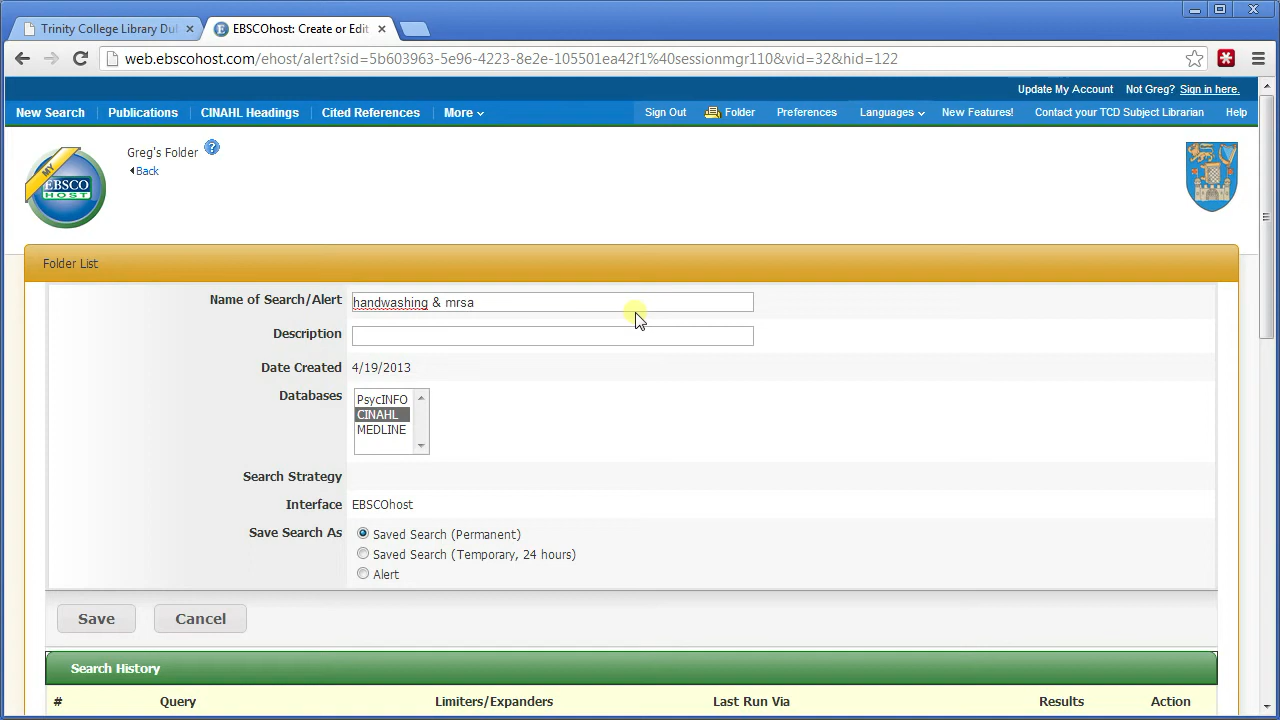 Trinity College Library Dul
EBSCOhost: Create or Edit
web.ebscohost.com/ehost/alert?sid=5b603963-5e96-4223-8e2e-105501ea42f1%40sessionmgr110&vid=32&hid=122
Update My Account Not Greg? Sign in here.
New Search Publications CINAHL Headings Cited References More Sign Out Folder Preferences Languages New Features! Contact your TCD Subject Librarian Help
MY
EBSCO
HOST
Greg's Folder ?
Back
Folder List
Name of Search/Alert handwashing & mrsa
Description
Date Created 4/19/2013
Databases PsycINFO
CINAHL
MEDLINE
Search Strategy
Interface EBSCOhost
Save Search As Saved Search (Permanent)
Saved Search (Temporary, 24 hours)
Alert
Save Cancel
Search History
# Query Limiters/Expanders Last Run Via Results Action